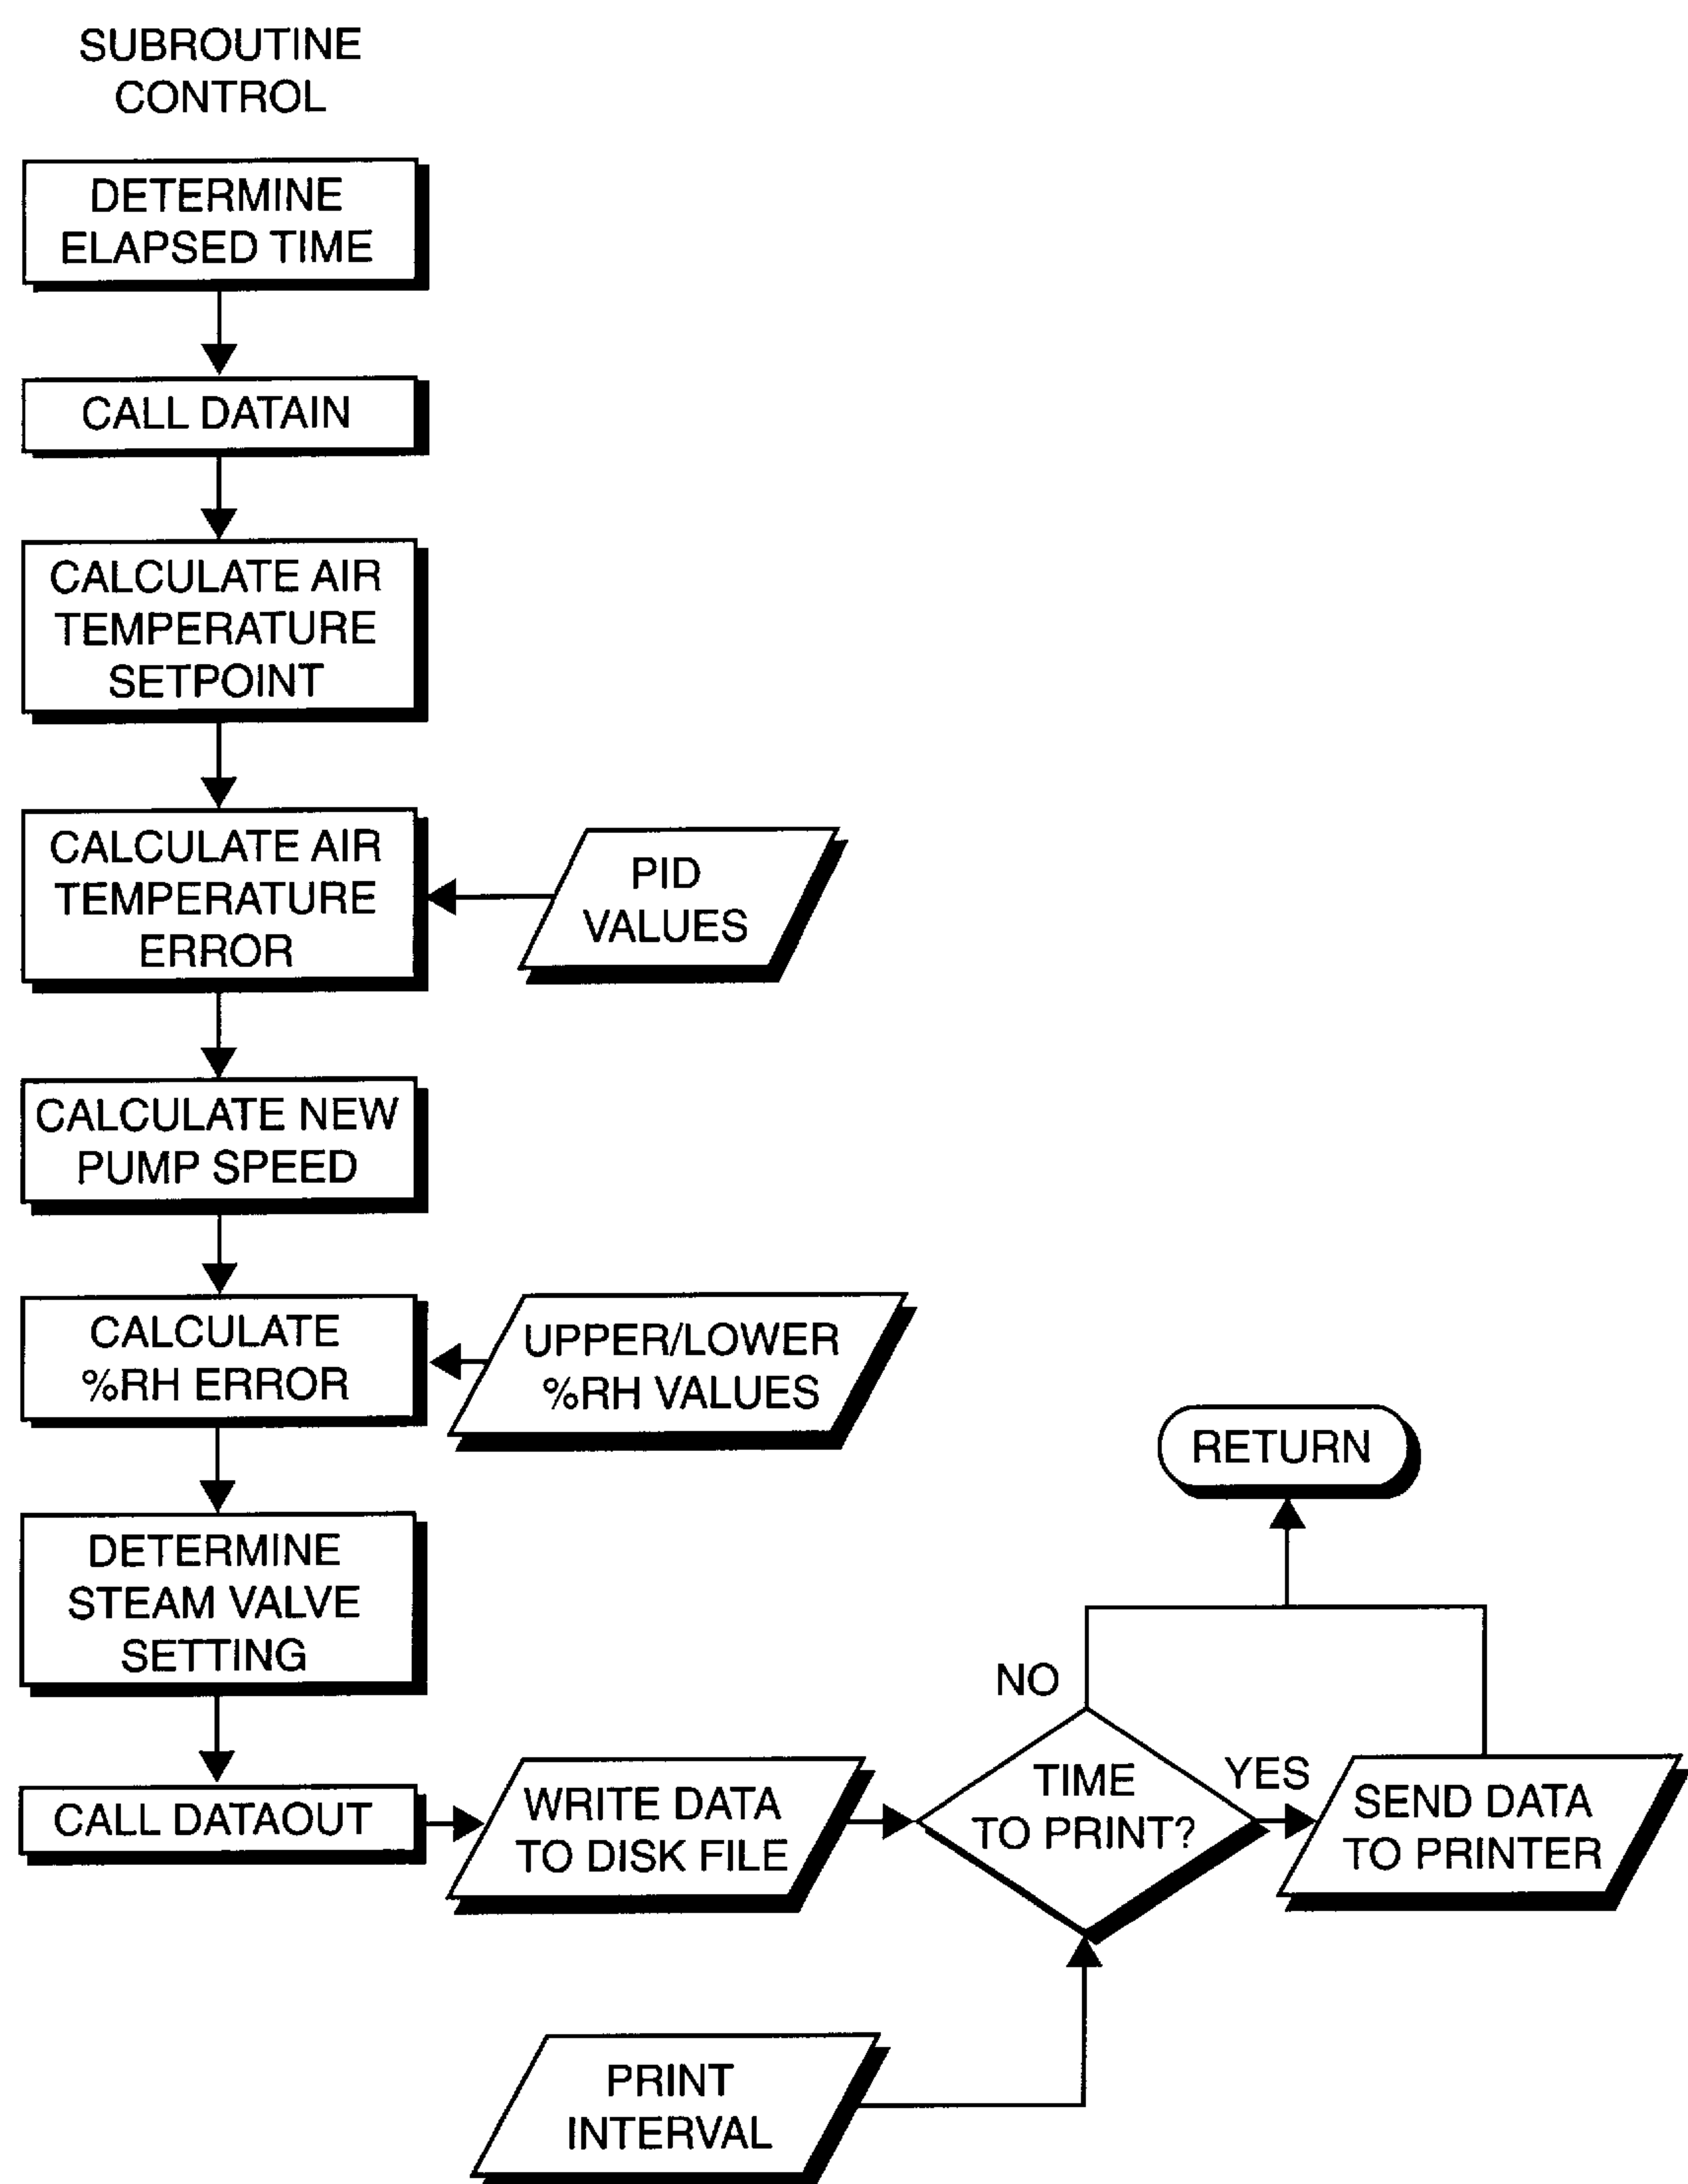 SUBROUTINE
CONTROL
DETERMINE
ELAPSED TIME
CALL DATAIN
CALCULATE AIR
TEMPERATURE
SETPOINT
CALCULATE AIR
TEMPERATURE
ERROR
PID
VALUES
CALCULATE NEW
PUMP SPEED
CALCULATE
%RH ERROR
UPPER/LOWER
%RH VALUES
RETURN
DETERMINE
STEAM VALVE
SETTING
NO
CALL DATAOUT
WRITE DATA
TO DISK FILE
TIME
TO PRINT?
YES
SEND DATA
TO PRINTER
PRINT
INTERVAL